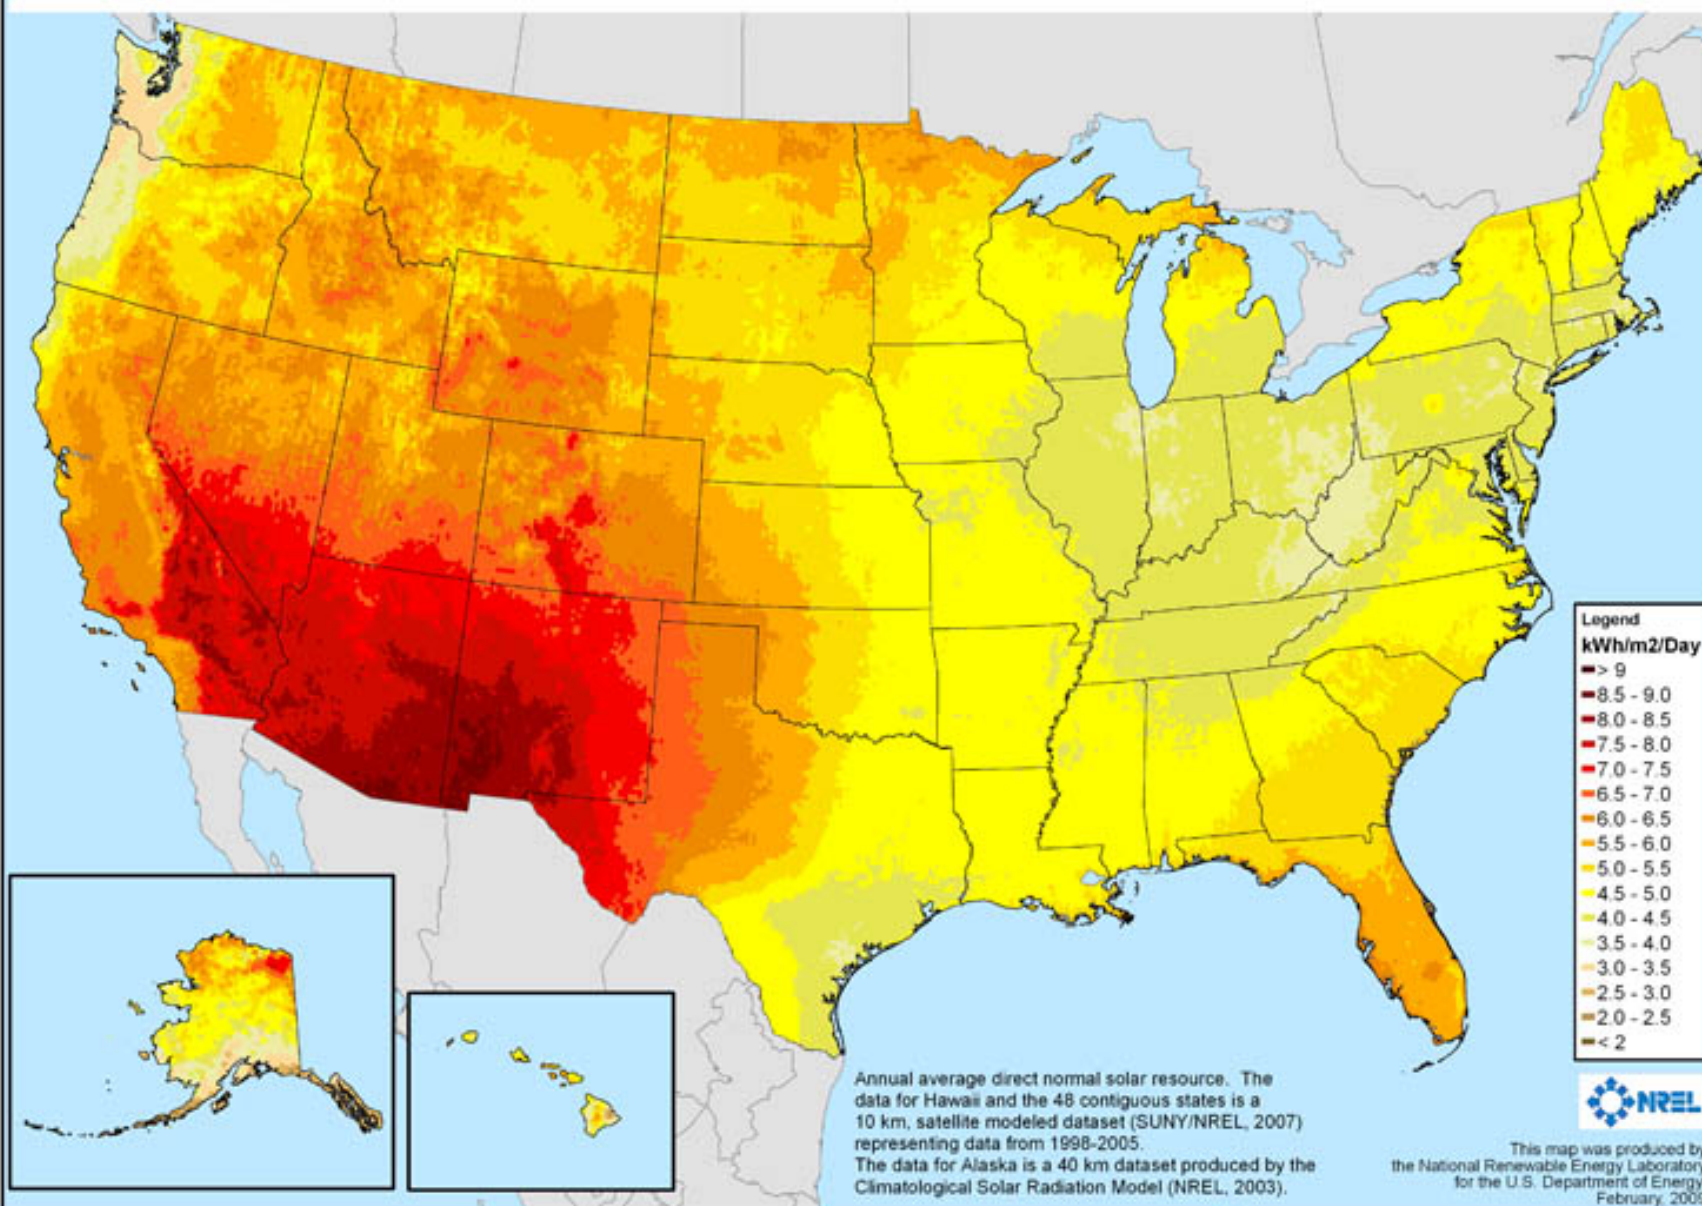 Legend
kWh/m2/Day
> 9
8.5 - 9.0
8.0 - 8.5
7.5 - 8.0
7.0 - 7.5
6.5 - 7.0
6.0 - 6.5
5.5 - 6.0
5.0 - 5.5
4.5 - 5.0
4.0 - 4.5
3.5 - 4.0
3.0 - 3.5
2.5 - 3.0
2.0 - 2.5
< 2
Annual average direct normal solar resource. The
data for Hawaii and the 48 contiguous states is a
10 km, satellite modeled dataset (SUNY/NREL, 2007)
representing data from 1998-2005.
The data for Alaska is a 40 km dataset produced by the
Climatological Solar Radiation Model (NREL, 2003).
NREL
This map was produced by
the National Renewable Energy Laboratory
for the U.S. Department of Energy
February, 2009